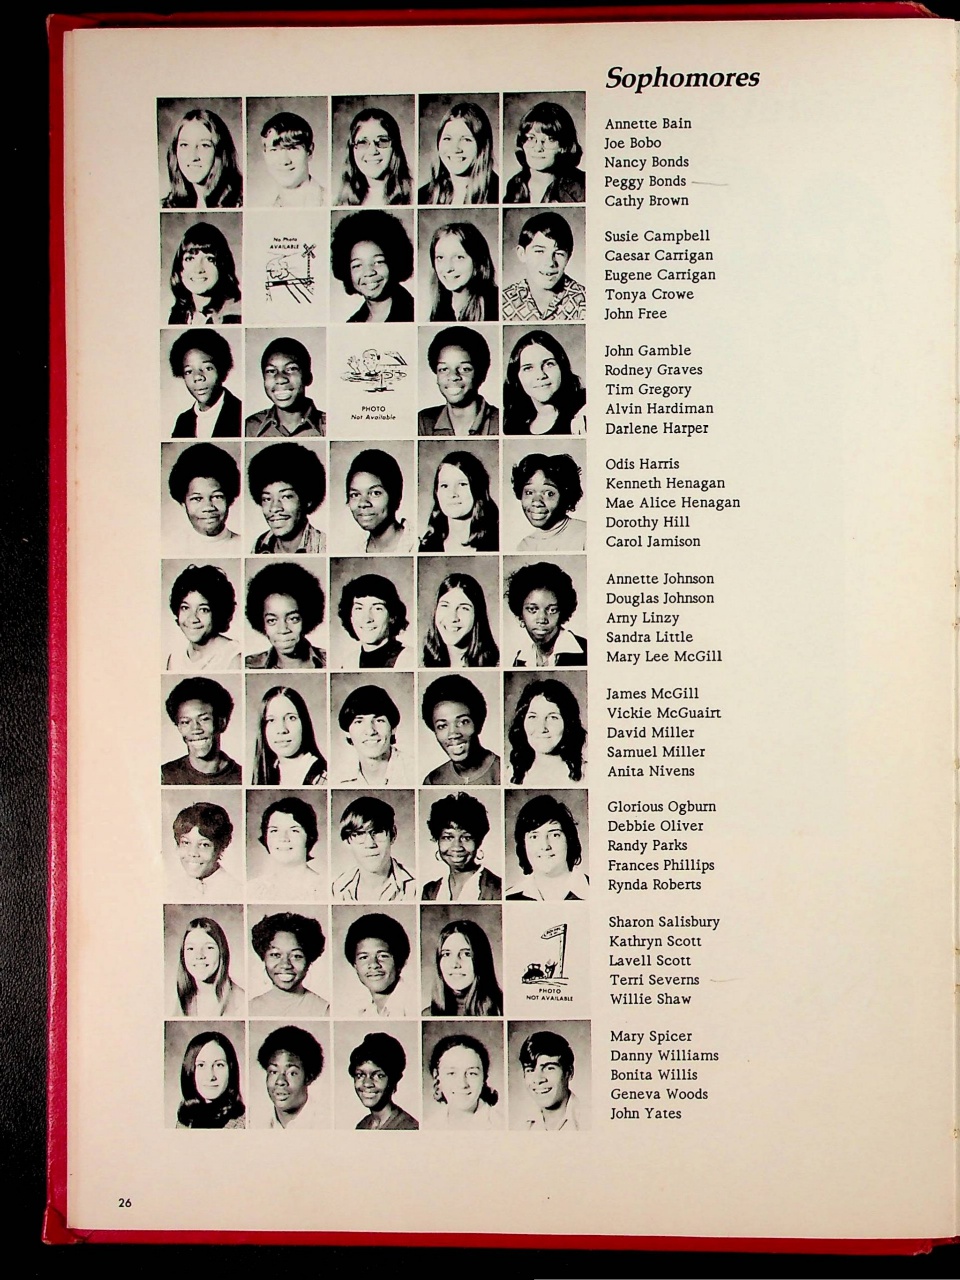 Sophomores
Annette Bain
Joe Bobo
Nancy Bonds
Peggy Bonds
Cathy Brown
No Photo
AVAILABLE
Susie Campbell
Caesar Carrigan
Eugene Carrigan
Tonya Crowe
John Free
PHOTO
Not Available
John Gamble
Rodney Graves
Tim Gregory
Alvin Hardiman
Darlene Harper
Odis Harris
Kenneth Henagan
Mae Alice Henagan
Dorothy Hill
Carol Jamison
Annette Johnson
Douglas Johnson
Amy Linzy
Sandra Little
Mary Lee McGill
James McGill
Vickie McGuairt
David Miller
Samuel Miller
Anita Nivens
Glorious Ogburn
Debbie Oliver
Randy Parks
Frances Phillips
Rynda Roberts
PHOTO
NOT AVAILABLE
Sharon Salisbury
Kathryn Scott
Lavell Scott
Terri Severns
Willie Shaw
Mary Spicer
Danny Williams
Bonita Willis
Geneva Woods
John Yates
26